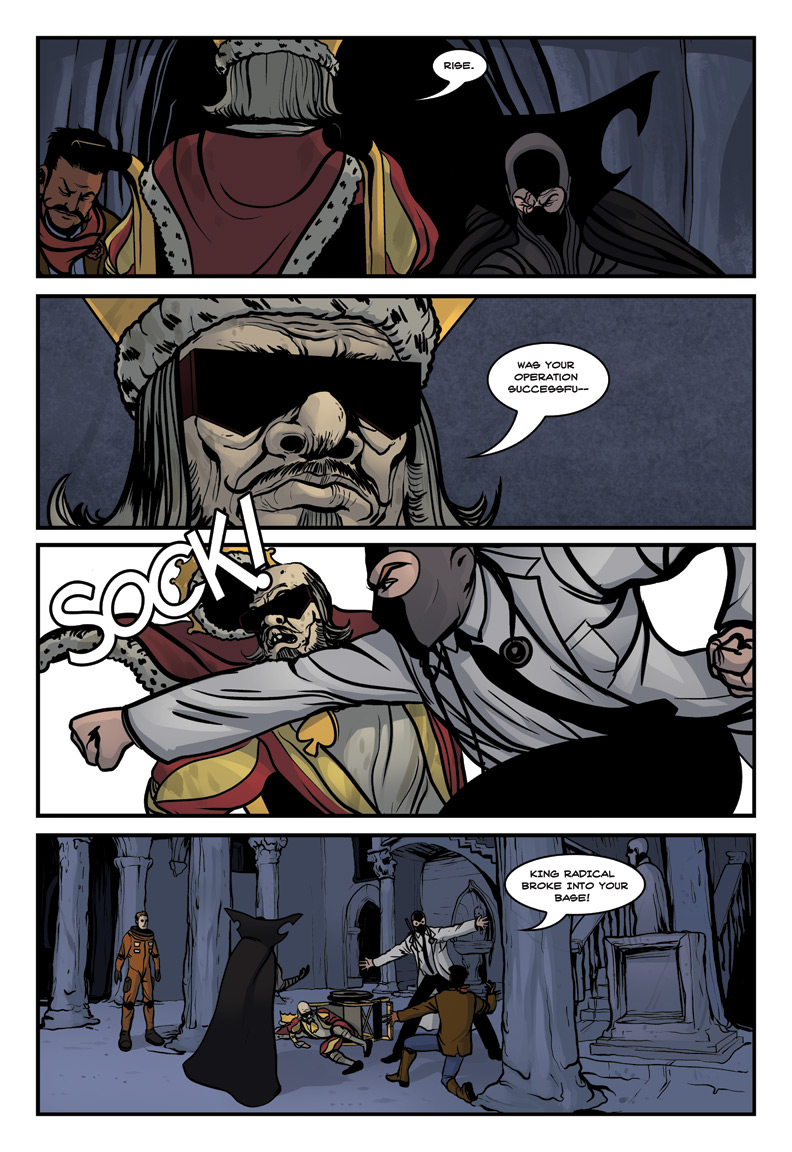 RISE.
WAS YOUR
OPERATION
SUCCESSFU--
SOCK!
KING RADICAL
BROKE INTO YOUR
BASE!